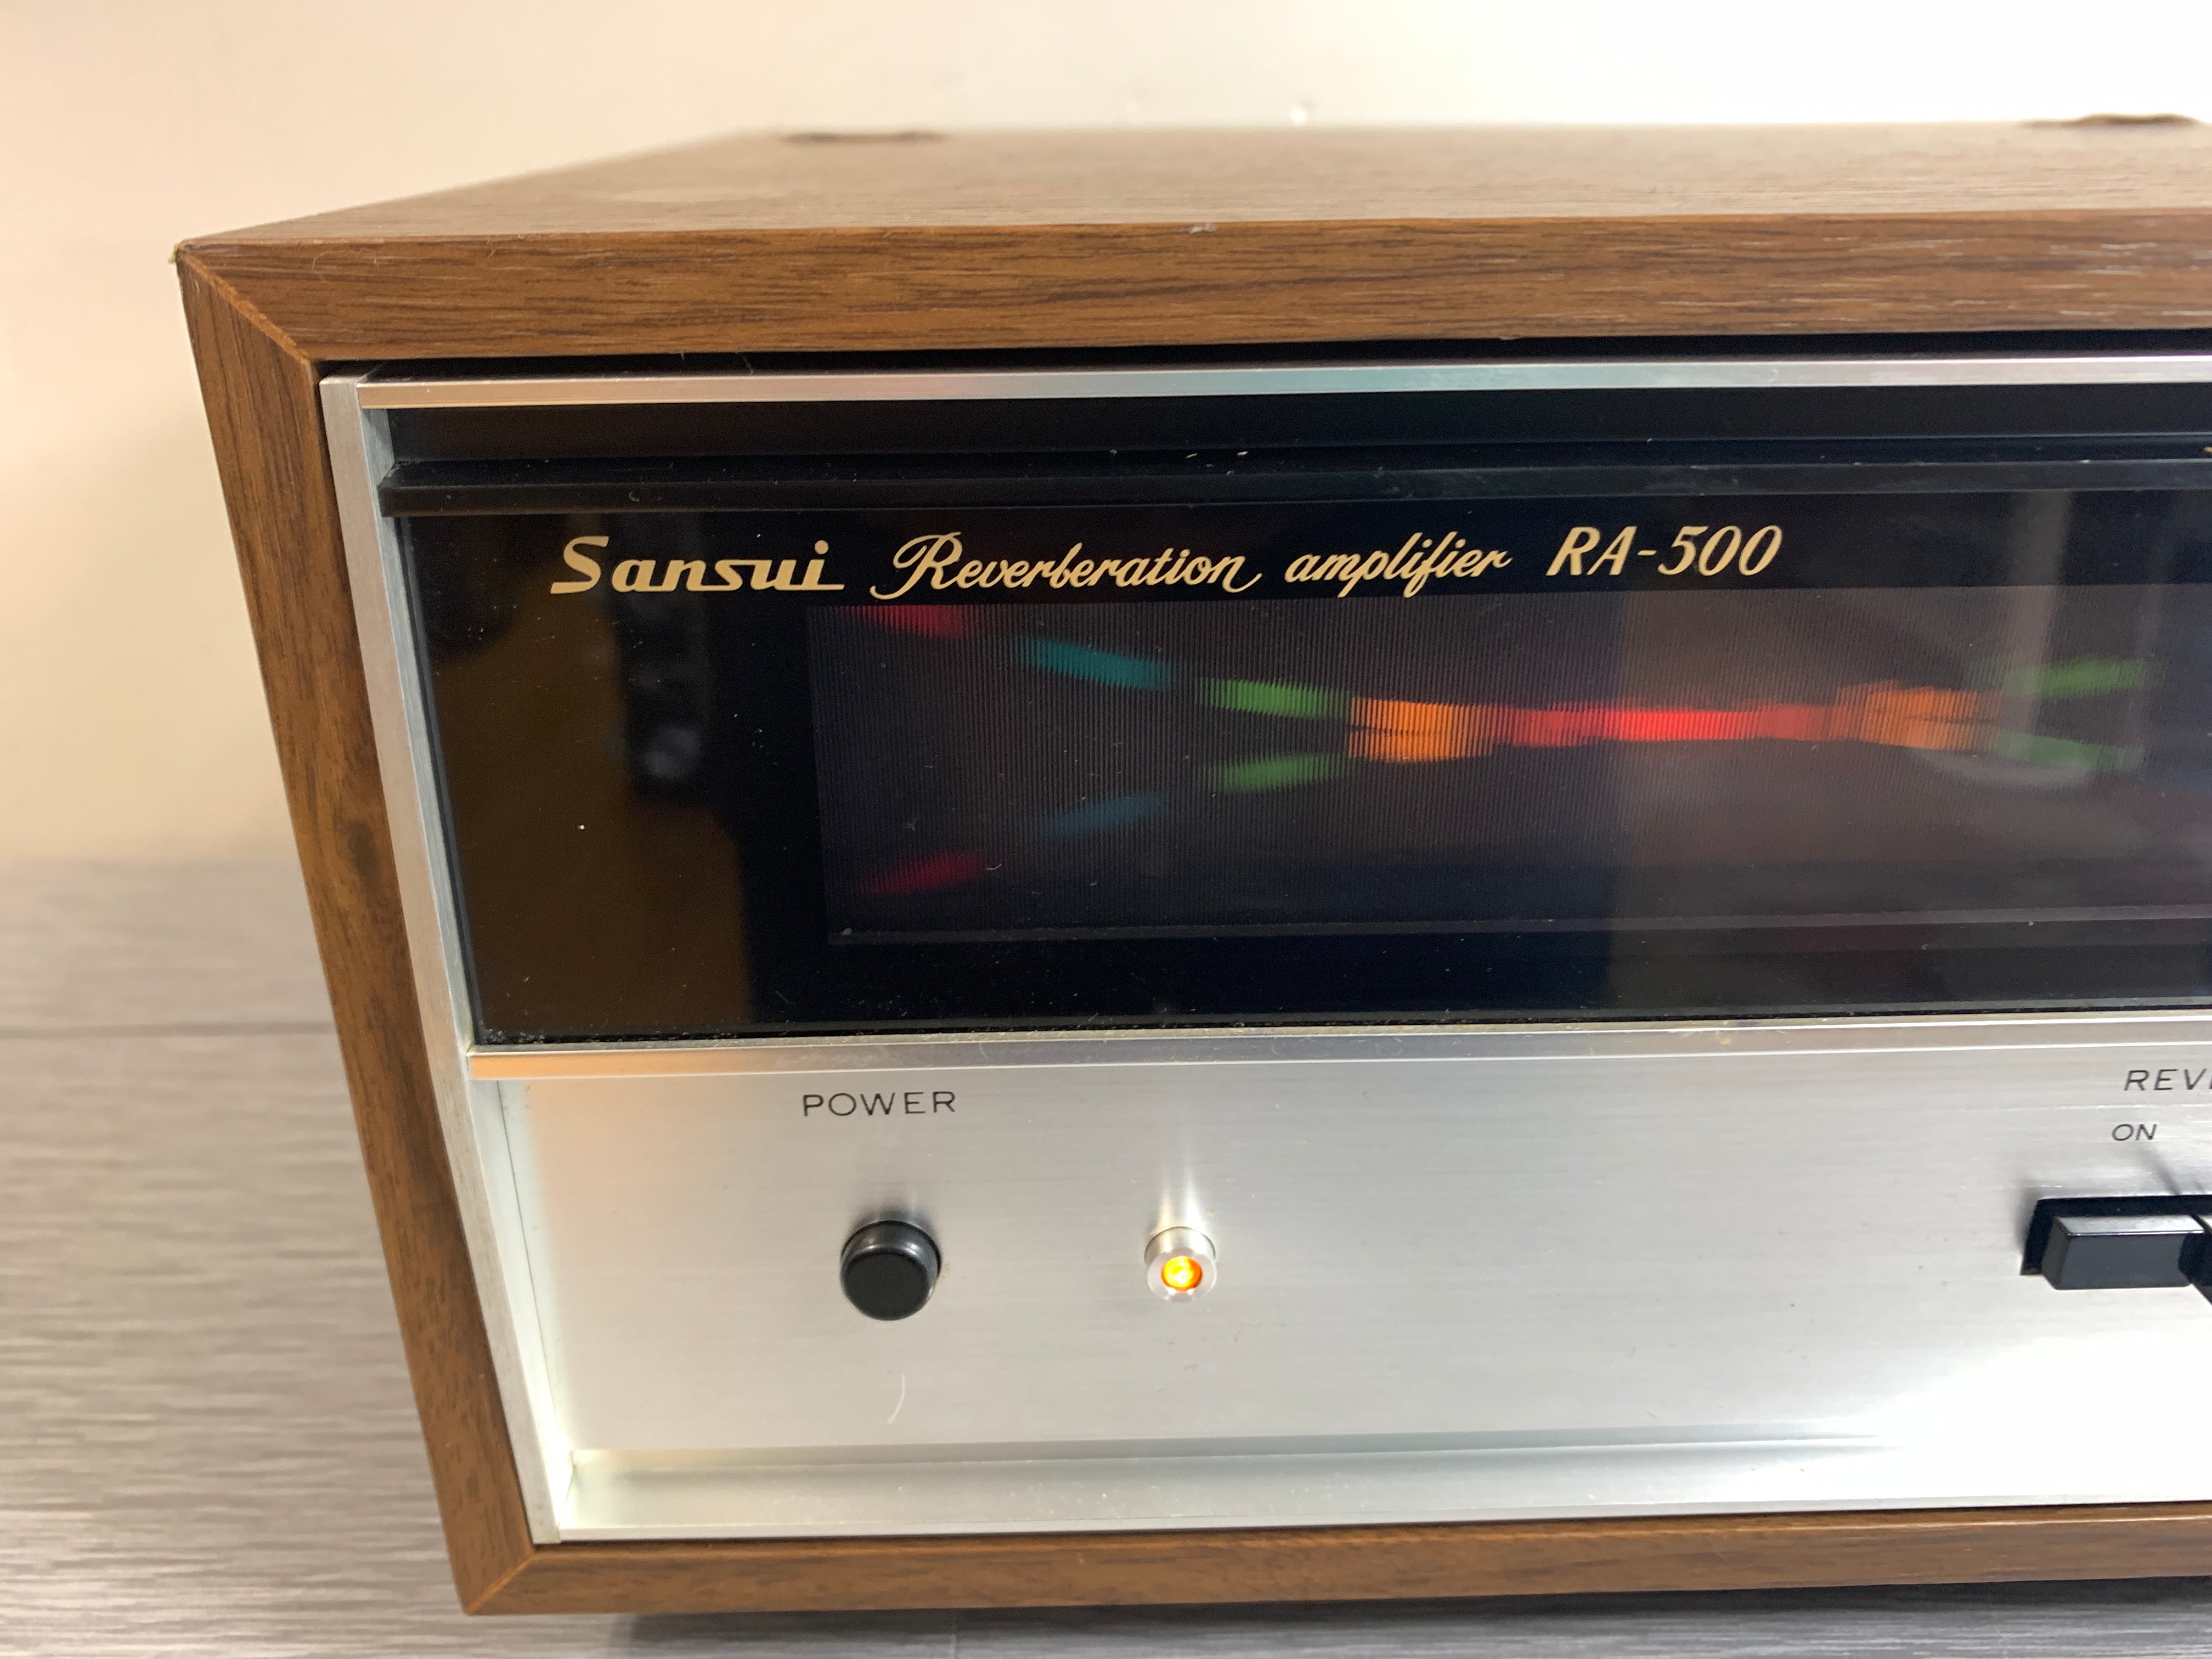 Sansui Reverberation amplifier RA-500
POWER
ON